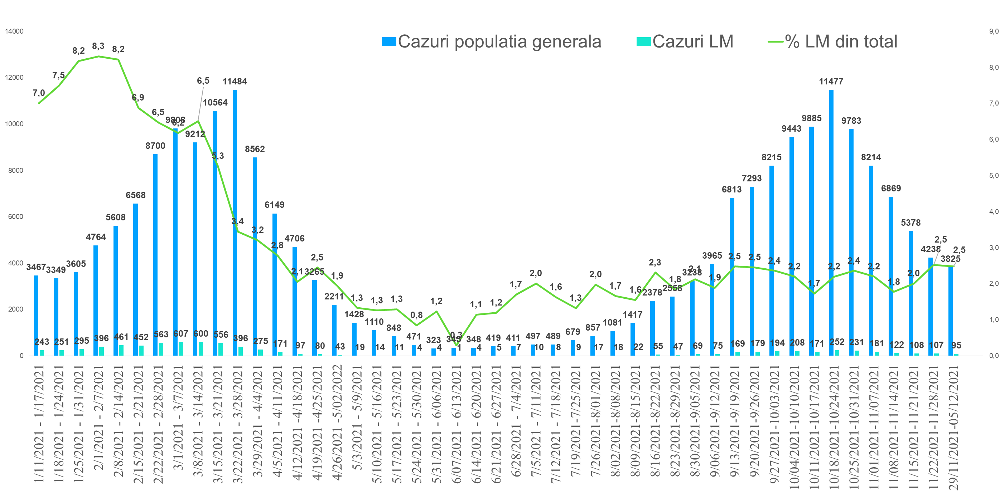 Cazuri populatia generala
Cazuri LM
% LM din total
14000
12000
10000
8000
6000
4000
2000
0
9,0
8,0
7,0
6,0
5,0
4,0
3,0
2,0
1,0
0,0
7,0 7,5 8,2 8,3 8,2 6,9 6,5 6,2 6,5 5,3 3,4 3,2 2,8 2,1 2,5 1,9 1,3 1,3 1,3 0,8 1,2 0,3 1,1 1,2 1,7 2,0 1,6 1,3 2,0 1,7 1,6 2,3 1,8 2,1 1,9 2,5 2,5 2,4 2,2 1,7 2,2 2,4 2,2 1,8 2,0 2,5 2,5
3467 3349 3605 4764 5608 6568 8700 9808 9212 10564 11484 8562 6149 4706 3265 2211 1428 1110 848 471 323 345 348 419 411 497 489 679 857 1081 1417 2378 2558 3238 3965 6813 7293 8215 9443 9885 11477 9783 8214 6869 5378 4238 3825
243 251 295 396 461 452 563 607 600 556 396 275 171 97 80 43 19 14 11 4 4 1 4 5 7 10 8 9 17 18 22 55 47 69 75 169 179 194 208 171 252 231 181 122 108 107 95
1/11/2021 - 1/17/2021
1/18/2021 - 1/24/2021
1/25/2021 - 1/31/2021
2/1/2021 - 2/7/2021
2/8/2021 - 2/14/2021
2/15/2021 - 2/21/2021
2/22/2021 - 2/28/2021
3/1/2021 - 3/7/2021
3/8/2021 - 3/14/2021
3/15/2021 - 3/21/2021
3/22/2021 - 3/28/2021
3/29/2021 - 4/4/2021
4/5/2021 - 4/11/2021
4/12/2021 -4/18/2021
4/19/2021 -4/25/2021
4/26/2021 -5/02/2022
5/3/2021 - 5/9/2021
5/10/2021 - 5/16/2021
5/17/2021 - 5/23/2021
5/24/2021 - 5/30/2021
5/31/2021 - 6/06/2021
6/07/2021 - 6/13/2021
6/14/2021 - 6/20/2021
6/21/2021 - 6/27/2021
6/28/2021 - 7/4/2021
7/5/2021 - 7/11/2021
7/12/2021 - 7/18/2021
7/19/2021-7/25/2021
7/26/2021-8/01/2021
8/02/2021-8/08/2021
8/09/2021-8/15/2021
8/16/2021-8/22/2021
8/23/2021-8/29/2021
8/30/2021-9/05/2021
9/06/2021-9/12/2021
9/13/2021-9/19/2021
9/20/2021-9/26/2021
9/27/2021-10/03/2021
10/04/2021-10/10/2021
10/11/2021-10/17/2021
10/18/2021-10/24/2021
10/25/2021-10/31/2021
11/01/2021-11/07/2021
11/08/2021-11/14/2021
11/15/2021-11/21/2021
11/22/2021-11/28/2021
29/11/2021-05/12/2021